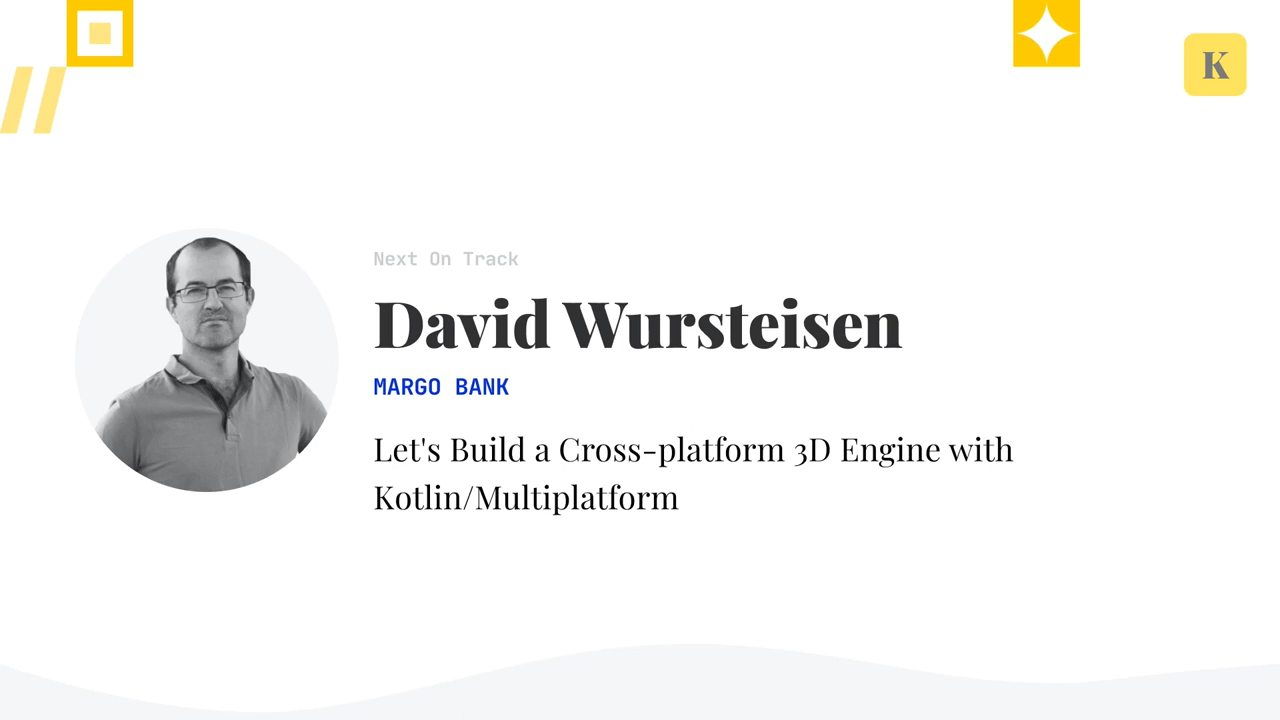 K
Next On Track
David Wursteisen
MARGO BANK
Let's Build a Cross-platform 3D Engine with
Kotlin/Multiplatform